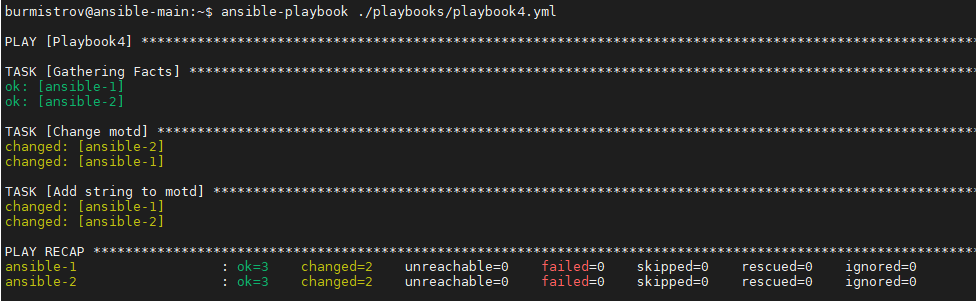 burmistrov@ansible-main:~$ ansible-playbook ./playbooks/playbook4.yml
PLAY [Playbook4] ********************************************************************************************************
TASK [Gathering Facts] **************************************************************************************************
ok: [ansible-1]
ok: [ansible-2]
TASK [Change motd] ******************************************************************************************************
changed: [ansible-2]
changed: [ansible-1]
TASK [Add string to motd] ***********************************************************************************************
changed: [ansible-1]
changed: [ansible-2]
PLAY RECAP **************************************************************************************************************
ansible-1                  : ok=3    changed=2    unreachable=0    failed=0    skipped=0    rescued=0    ignored=0
ansible-2                  : ok=3    changed=2    unreachable=0    failed=0    skipped=0    rescued=0    ignored=0